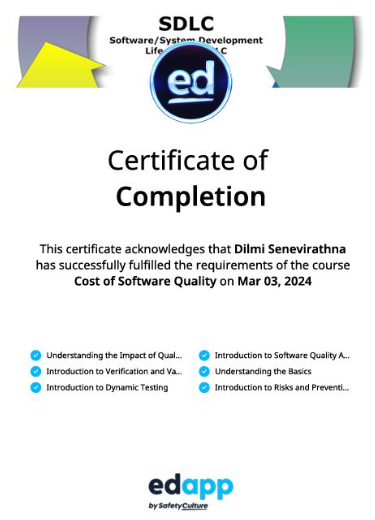 SDLC
Software/System Development
Life
LC
ed
Certificate of
Completion
This certificate acknowledges that Dilmi Senevirathna
has successfully fulfilled the requirements of the course
Cost of Software Quality on Mar 03, 2024
Understanding the Impact of Qual...
Introduction to Software Quality A...
Introduction to Verification and Va...
Understanding the Basics
Introduction to Dynamic Testing
Introduction to Risks and Preventi...
edapp
by SafetyCulture